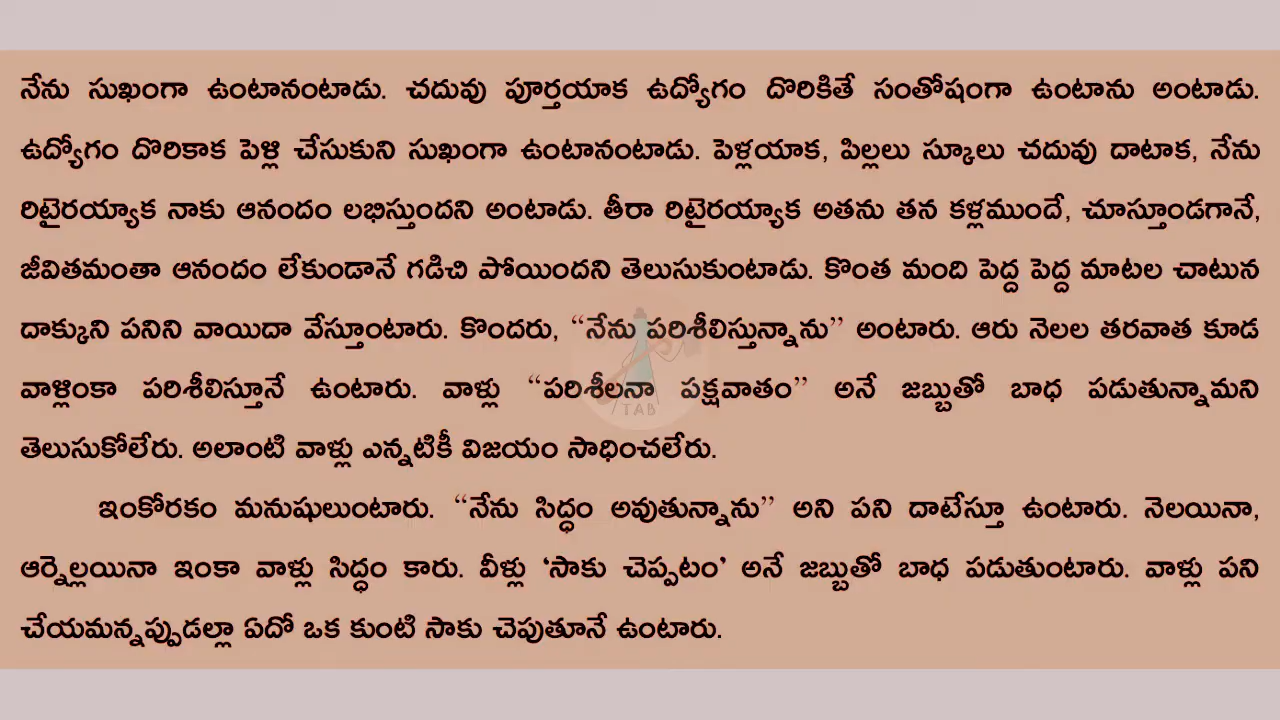 నేను సుఖంగా ఉంటానంటాడు. చదువు పూర్తయాక ఉద్యోగం దొరికితే సంతోషంగా ఉంటాను అంటాడు.
ఉద్యోగం దొరికాక పెళ్లి చేసుకుని సుఖంగా ఉంటానంటాడు. పెళ్లయాక, పిల్లలు స్కూలు చదువు దాటాక, నేను
రిటైరయ్యాక నాకు ఆనందం లభిస్తుందని అంటాడు. తీరా రిటైరయ్యాక అతను తన కళ్లముందే, చూస్తూండగానే,
జీవితమంతా ఆనందం లేకుండానే గడిచి పోయిందని తెలుసుకుంటాడు. కొంత మంది పెద్ద పెద్ద మాటల చాటున
దాక్కుని పనిని వాయిదా వేస్తూంటారు. కొందరు, “నేను పరిశీలిస్తున్నాను” అంటారు. ఆరు నెలల తరవాత కూడ
వాళ్లింకా పరిశీలిస్తూనే ఉంటారు. వాళ్లు “పరిశీలనా పక్షవాతం” అనే జబ్బుతో బాధ పడుతున్నామని
తెలుసుకోలేరు. అలాంటి వాళ్లు ఎన్నటికీ విజయం సాధించలేరు.
ఇంకోరకం మనుషులుంటారు. “నేను సిద్ధం అవుతున్నాను” అని పని దాటేస్తూ ఉంటారు. నెలయినా,
ఆర్నెల్లయినా ఇంకా వాళ్లు సిద్ధం కారు. వీళ్లు ‘సాకు చెప్పటం’ అనే జబ్బుతో బాధ పడుతుంటారు. వాళ్లు పని
చేయమన్నప్పుడల్లా ఏదో ఒక కుంటి సాకు చెపుతూనే ఉంటారు.
TAB